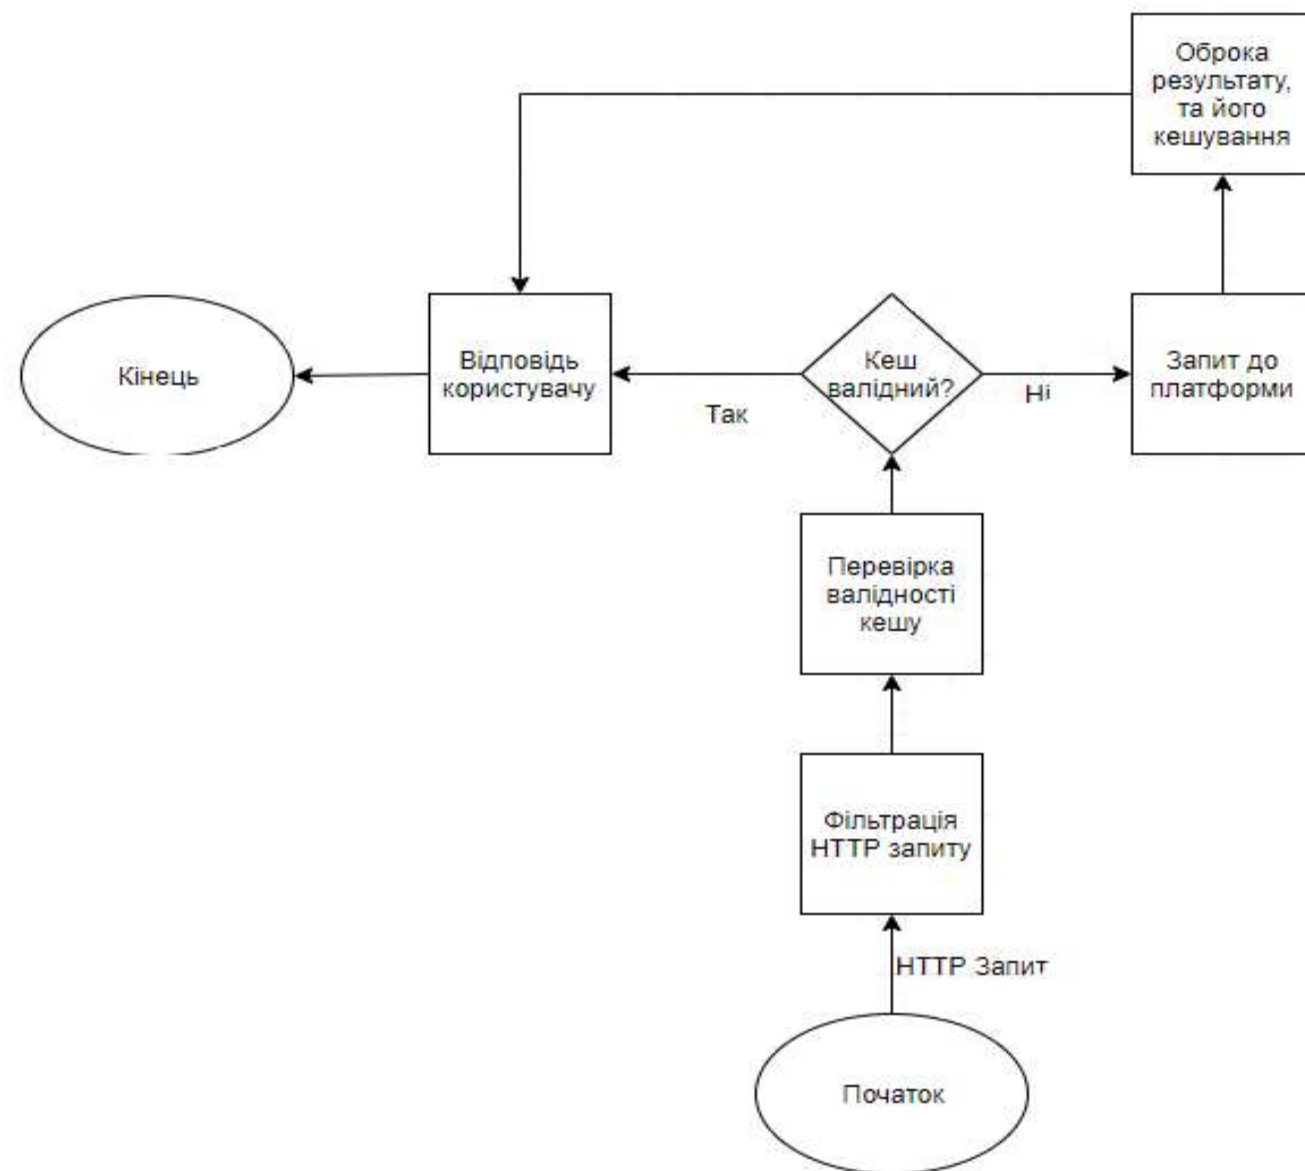 Оброка
результату,
та його
кешування
Кінець
Відповідь
користувачу
Так
Кеш
валідний?
Ні
Запит до
платформи
Перевірка
валідності
кешу
Фільтрація
HTTP запиту
HTTP Запит
Початок